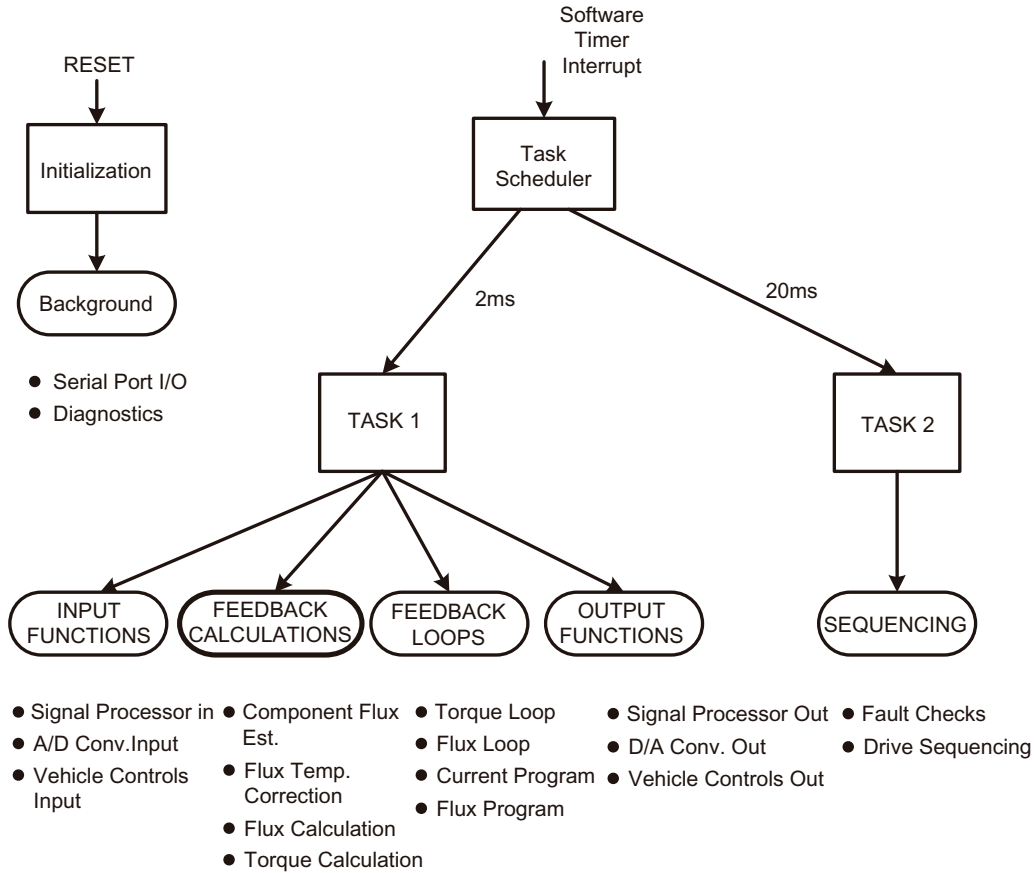 Software
Timer
Interrupt
RESET
Initialization
Task
Scheduler
Background
2ms
20ms
● Serial Port I/O
● Diagnostics
TASK 1
TASK 2
INPUT
FUNCTIONS
FEEDBACK
CALCULATIONS
FEEDBACK
LOOPS
OUTPUT
FUNCTIONS
SEQUENCING
● Signal Processor in
● A/D Conv.Input
● Vehicle Controls
Input
● Component Flux
Est.
● Flux Temp.
Correction
● Flux Calculation
● Torque Calculation
● Torque Loop
● Flux Loop
● Current Program
● Flux Program
● Signal Processor Out
● D/A Conv. Out
● Vehicle Controls Out
● Fault Checks
● Drive Sequencing